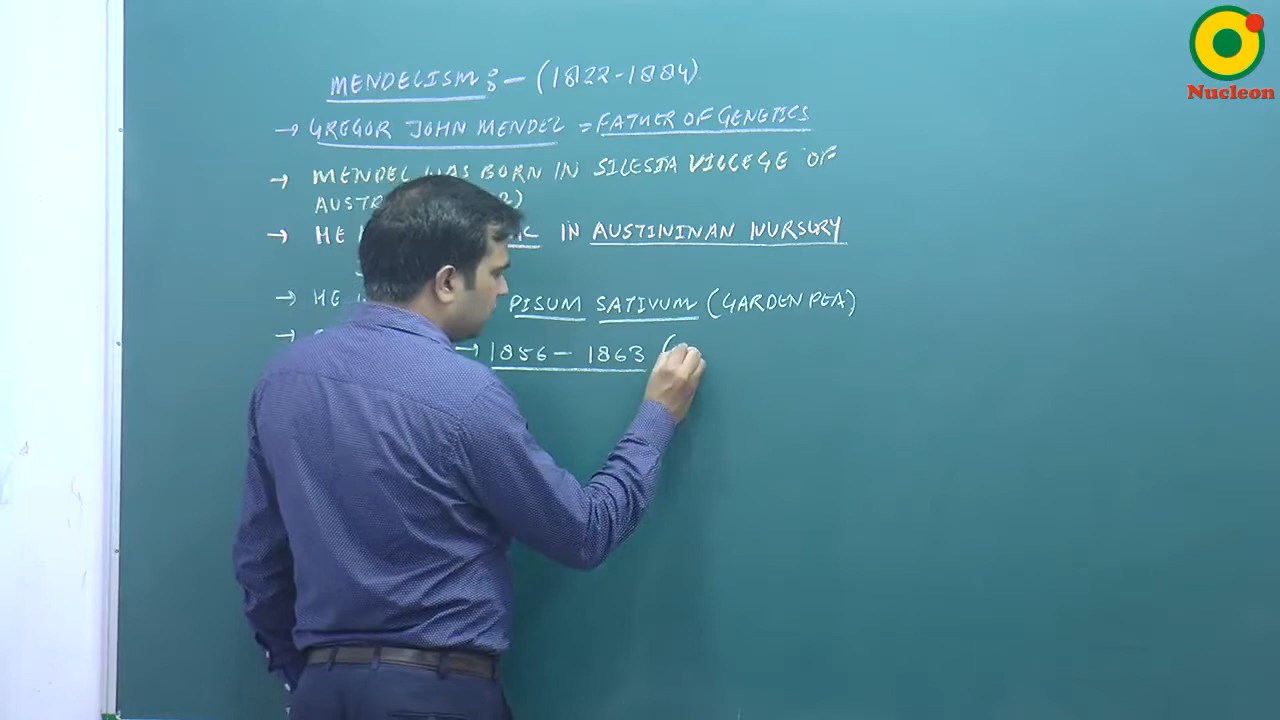 Nucleon
MENDELISM :- (1822-1884)
→ GREGOR JOHN MENDEL = FATHER OF GENETICS
→ MENDEL WAS BORN IN SILESIA VILLEGE OF
→ HE IN AUSTININAN NURSURY
→ HE PISUM SATIVUM (GARDEN PEA)
→ → 1856 - 1863 (